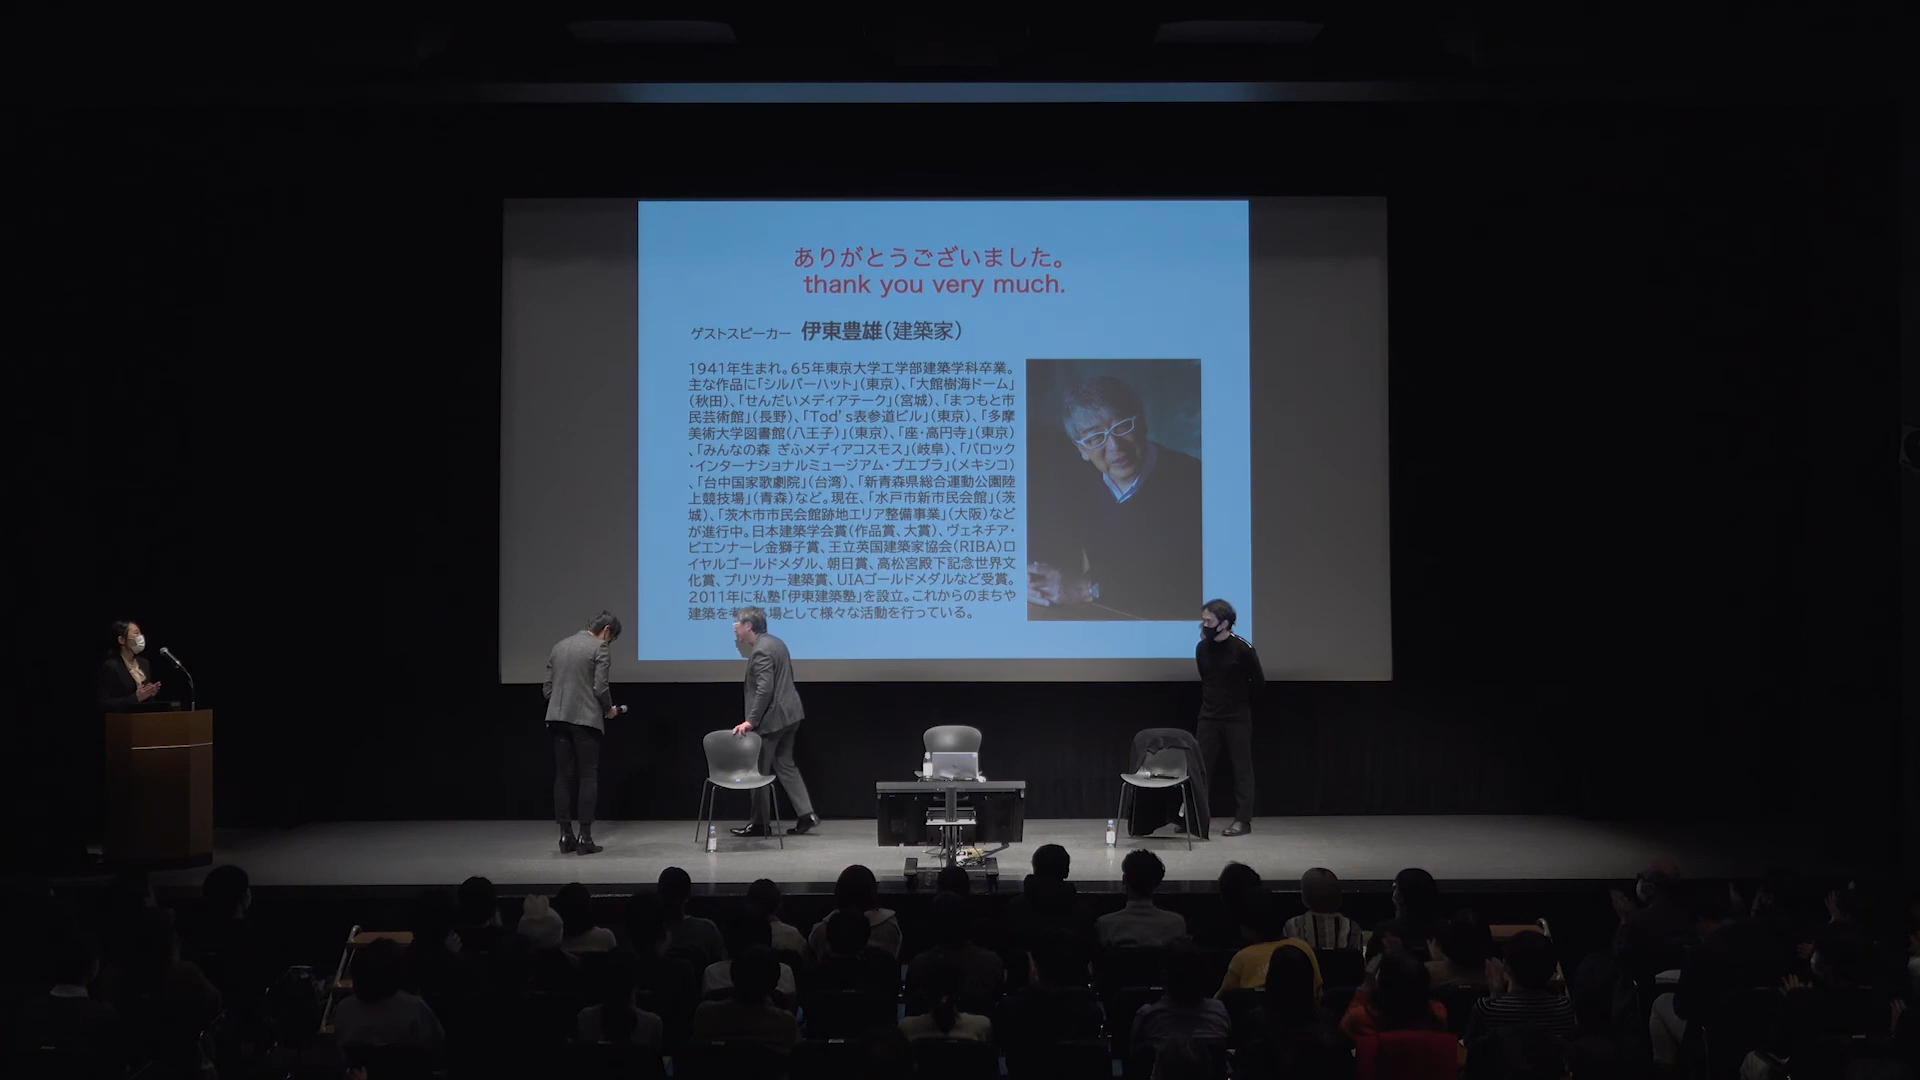 ありがとうございました。
thank you very much.
ゲストスピーカー 伊東豊雄(建築家)
1941年生まれ。65年東京大学工学部建築学科卒業。
主な作品に「シルバーハット」(東京)、「大館樹海ドーム」
(秋田)、「せんだいメディアテーク」(宮城)、「まつもと市
民芸術館」(長野)、「Tod's表参道ビル」(東京)、「多摩
美術大学図書館(八王子)」(東京)、「座・高円寺」(東京)
、「みんなの森 ぎふメディアコスモス」(岐阜)、「バロック
・インターナショナルミュージアム・プエブラ」(メキシコ)
、「台中国家歌劇院」(台湾)、「新青森県総合運動公園陸
上競技場」(青森)など。現在、「水戸市新市民会館」(茨
城)、「茨木市市民会館跡地エリア整備事業」(大阪)など
が進行中。日本建築学会賞(作品賞、大賞)、ヴェネチア・
ビエンナーレ金獅子賞、王立英国建築家協会(RIBA)ロ
イヤルゴールドメダル、朝日賞、高松宮殿下記念世界文
化賞、プリツカー建築賞、UIAゴールドメダルなど受賞。
2011年に私塾「伊東建築塾」を設立。これからのまちや
建築を考える場として様々な活動を行っている。